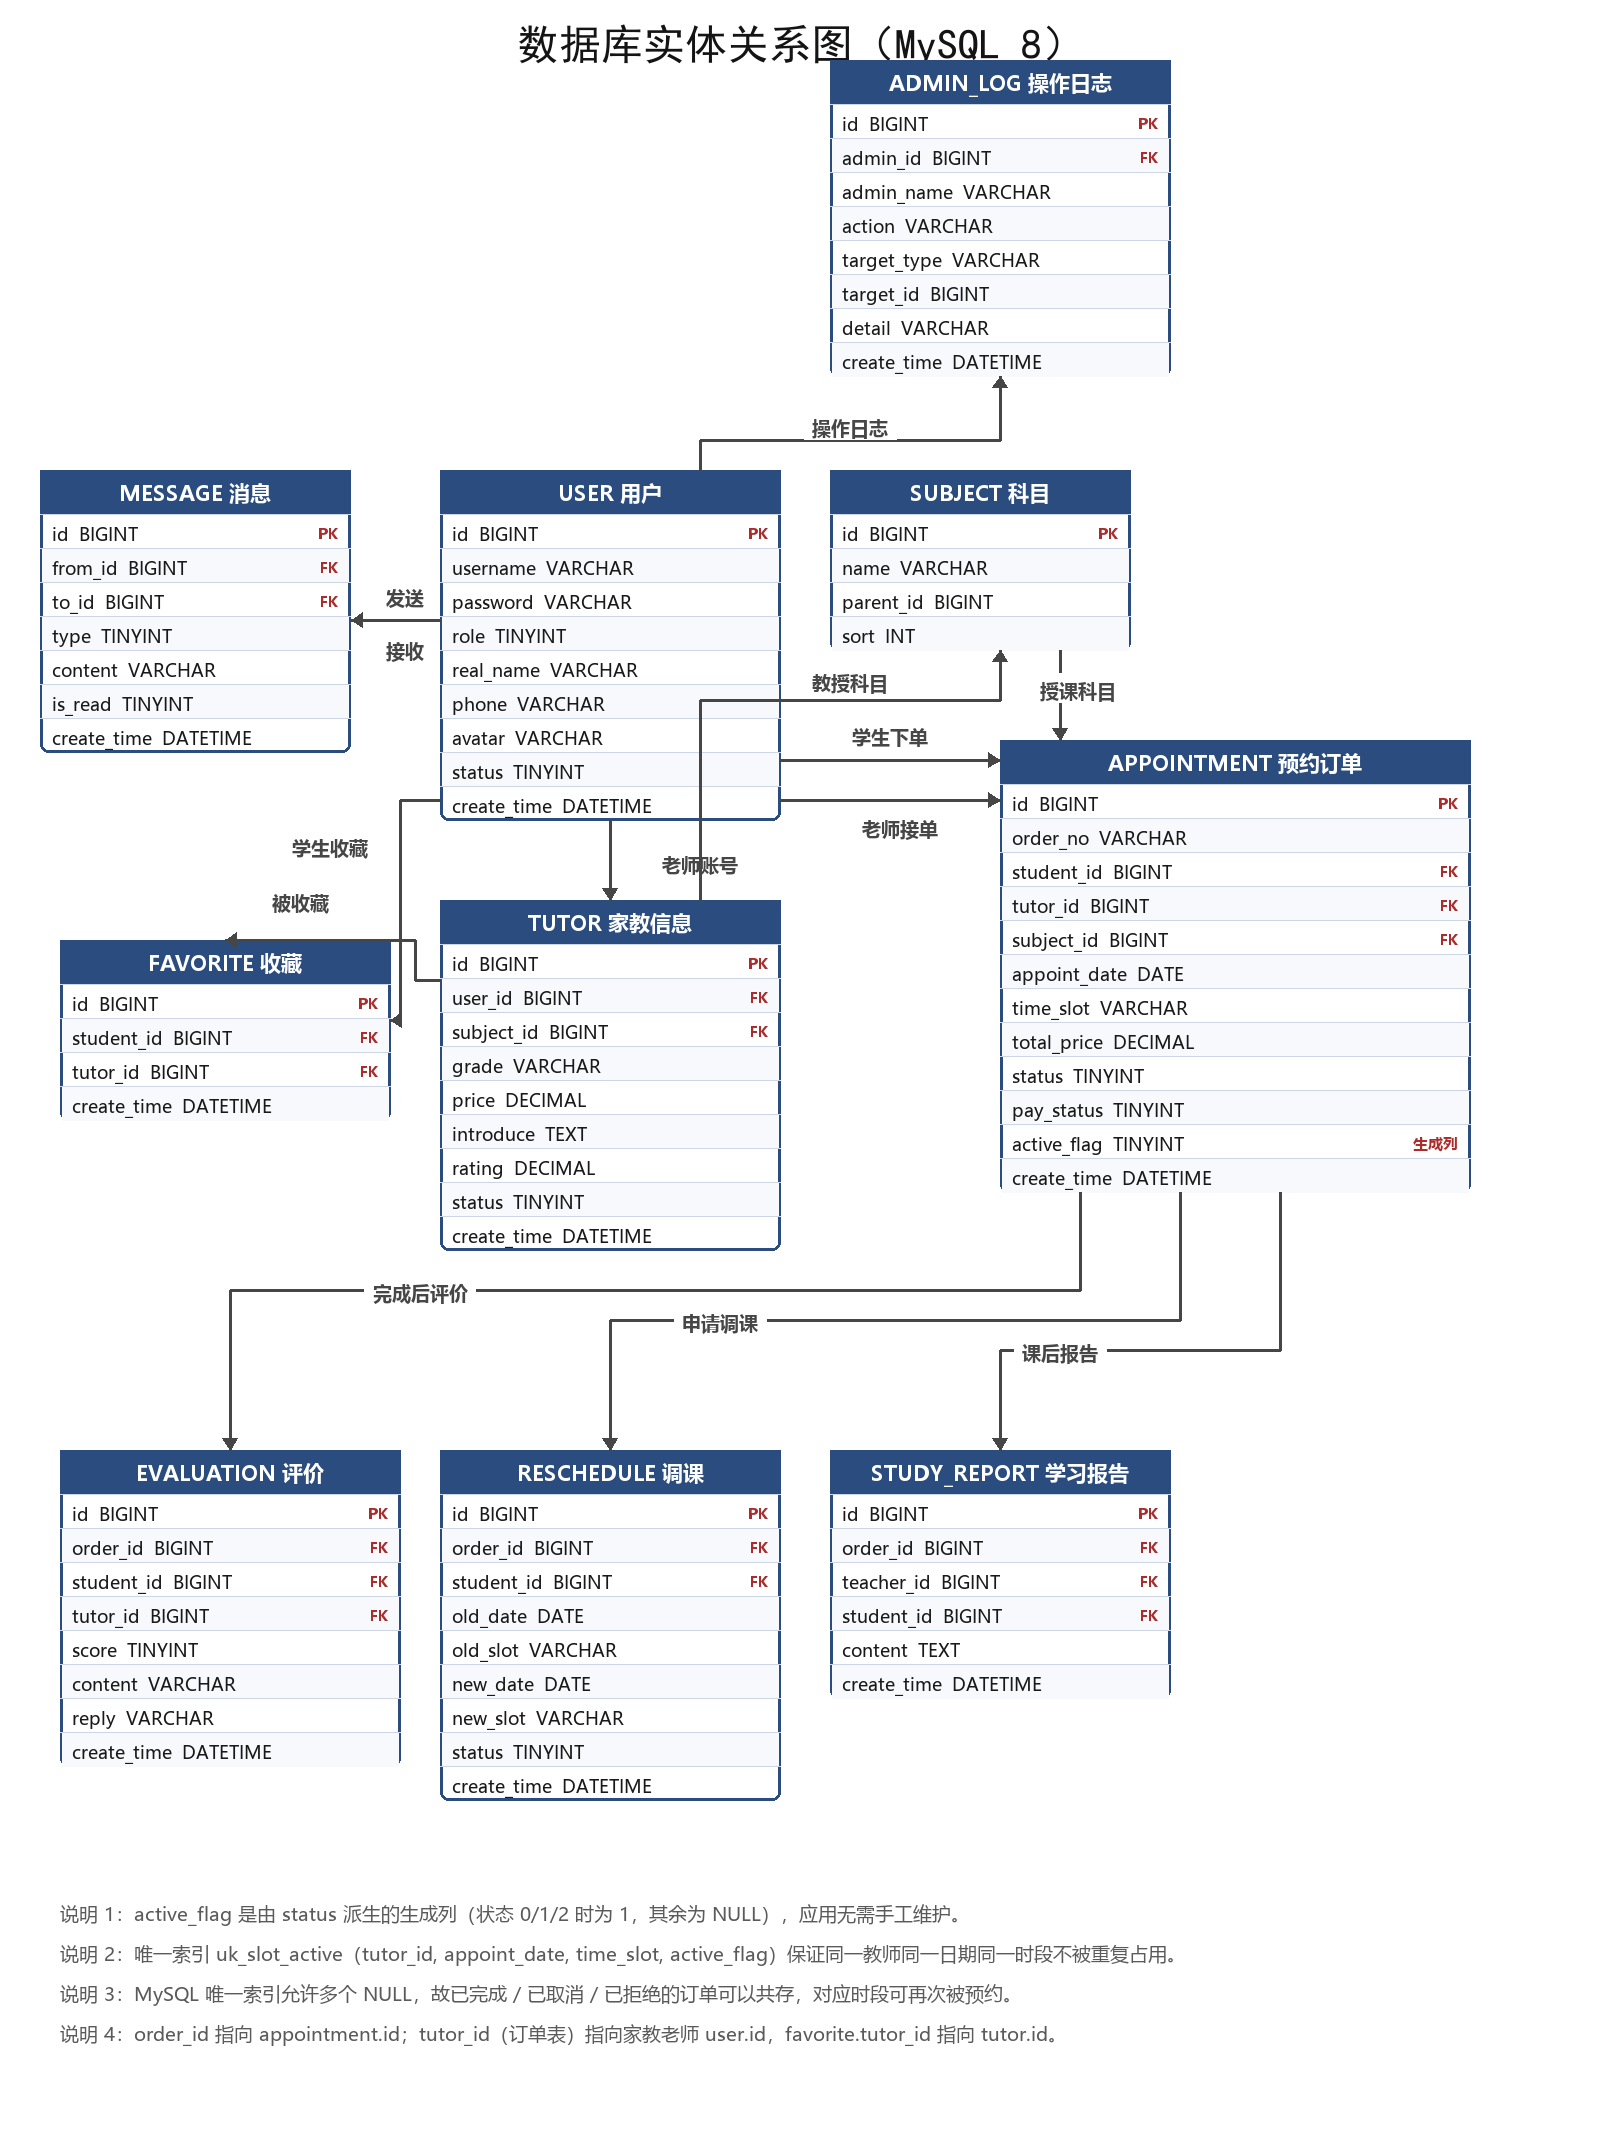 数据库实体关系图（MySQL 8）
ADMIN_LOG 操作日志
id BIGINT PK
admin_id BIGINT FK
admin_name VARCHAR
action VARCHAR
target_type VARCHAR
target_id BIGINT
detail VARCHAR
create_time DATETIME
操作日志
MESSAGE 消息
id BIGINT PK
from_id BIGINT FK
to_id BIGINT FK
type TINYINT
content VARCHAR
is_read TINYINT
create_time DATETIME
发送
接收
USER 用户
id BIGINT PK
username VARCHAR
password VARCHAR
role TINYINT
real_name VARCHAR
phone VARCHAR
avatar VARCHAR
status TINYINT
create_time DATETIME
SUBJECT 科目
id BIGINT PK
name VARCHAR
parent_id BIGINT
sort INT
教授科目
授课科目
学生下单
老师接单
学生收藏
被收藏
老师账号
APPOINTMENT 预约订单
id BIGINT PK
order_no VARCHAR
student_id BIGINT FK
tutor_id BIGINT FK
subject_id BIGINT FK
appoint_date DATE
time_slot VARCHAR
total_price DECIMAL
status TINYINT
pay_status TINYINT
active_flag TINYINT 生成列
create_time DATETIME
FAVORITE 收藏
id BIGINT PK
student_id BIGINT FK
tutor_id BIGINT FK
create_time DATETIME
TUTOR 家教信息
id BIGINT PK
user_id BIGINT FK
subject_id BIGINT FK
grade VARCHAR
price DECIMAL
introduce TEXT
rating DECIMAL
status TINYINT
create_time DATETIME
完成后评价
申请调课
课后报告
EVALUATION 评价
id BIGINT PK
order_id BIGINT FK
student_id BIGINT FK
tutor_id BIGINT FK
score TINYINT
content VARCHAR
reply VARCHAR
create_time DATETIME
RESCHEDULE 调课
id BIGINT PK
order_id BIGINT FK
student_id BIGINT FK
old_date DATE
old_slot VARCHAR
new_date DATE
new_slot VARCHAR
status TINYINT
create_time DATETIME
STUDY_REPORT 学习报告
id BIGINT PK
order_id BIGINT FK
teacher_id BIGINT FK
student_id BIGINT FK
content TEXT
create_time DATETIME
说明 1：active_flag 是由 status 派生的生成列（状态 0/1/2 时为 1，其余为 NULL），应用无需手工维护。
说明 2：唯一索引 uk_slot_active（tutor_id, appoint_date, time_slot, active_flag）保证同一教师同一日期同一时段不被重复占用。
说明 3：MySQL 唯一索引允许多个 NULL，故已完成 / 已取消 / 已拒绝的订单可以共存，对应时段可再次被预约。
说明 4：order_id 指向 appointment.id；tutor_id（订单表）指向家教老师 user.id，favorite.tutor_id 指向 tutor.id。